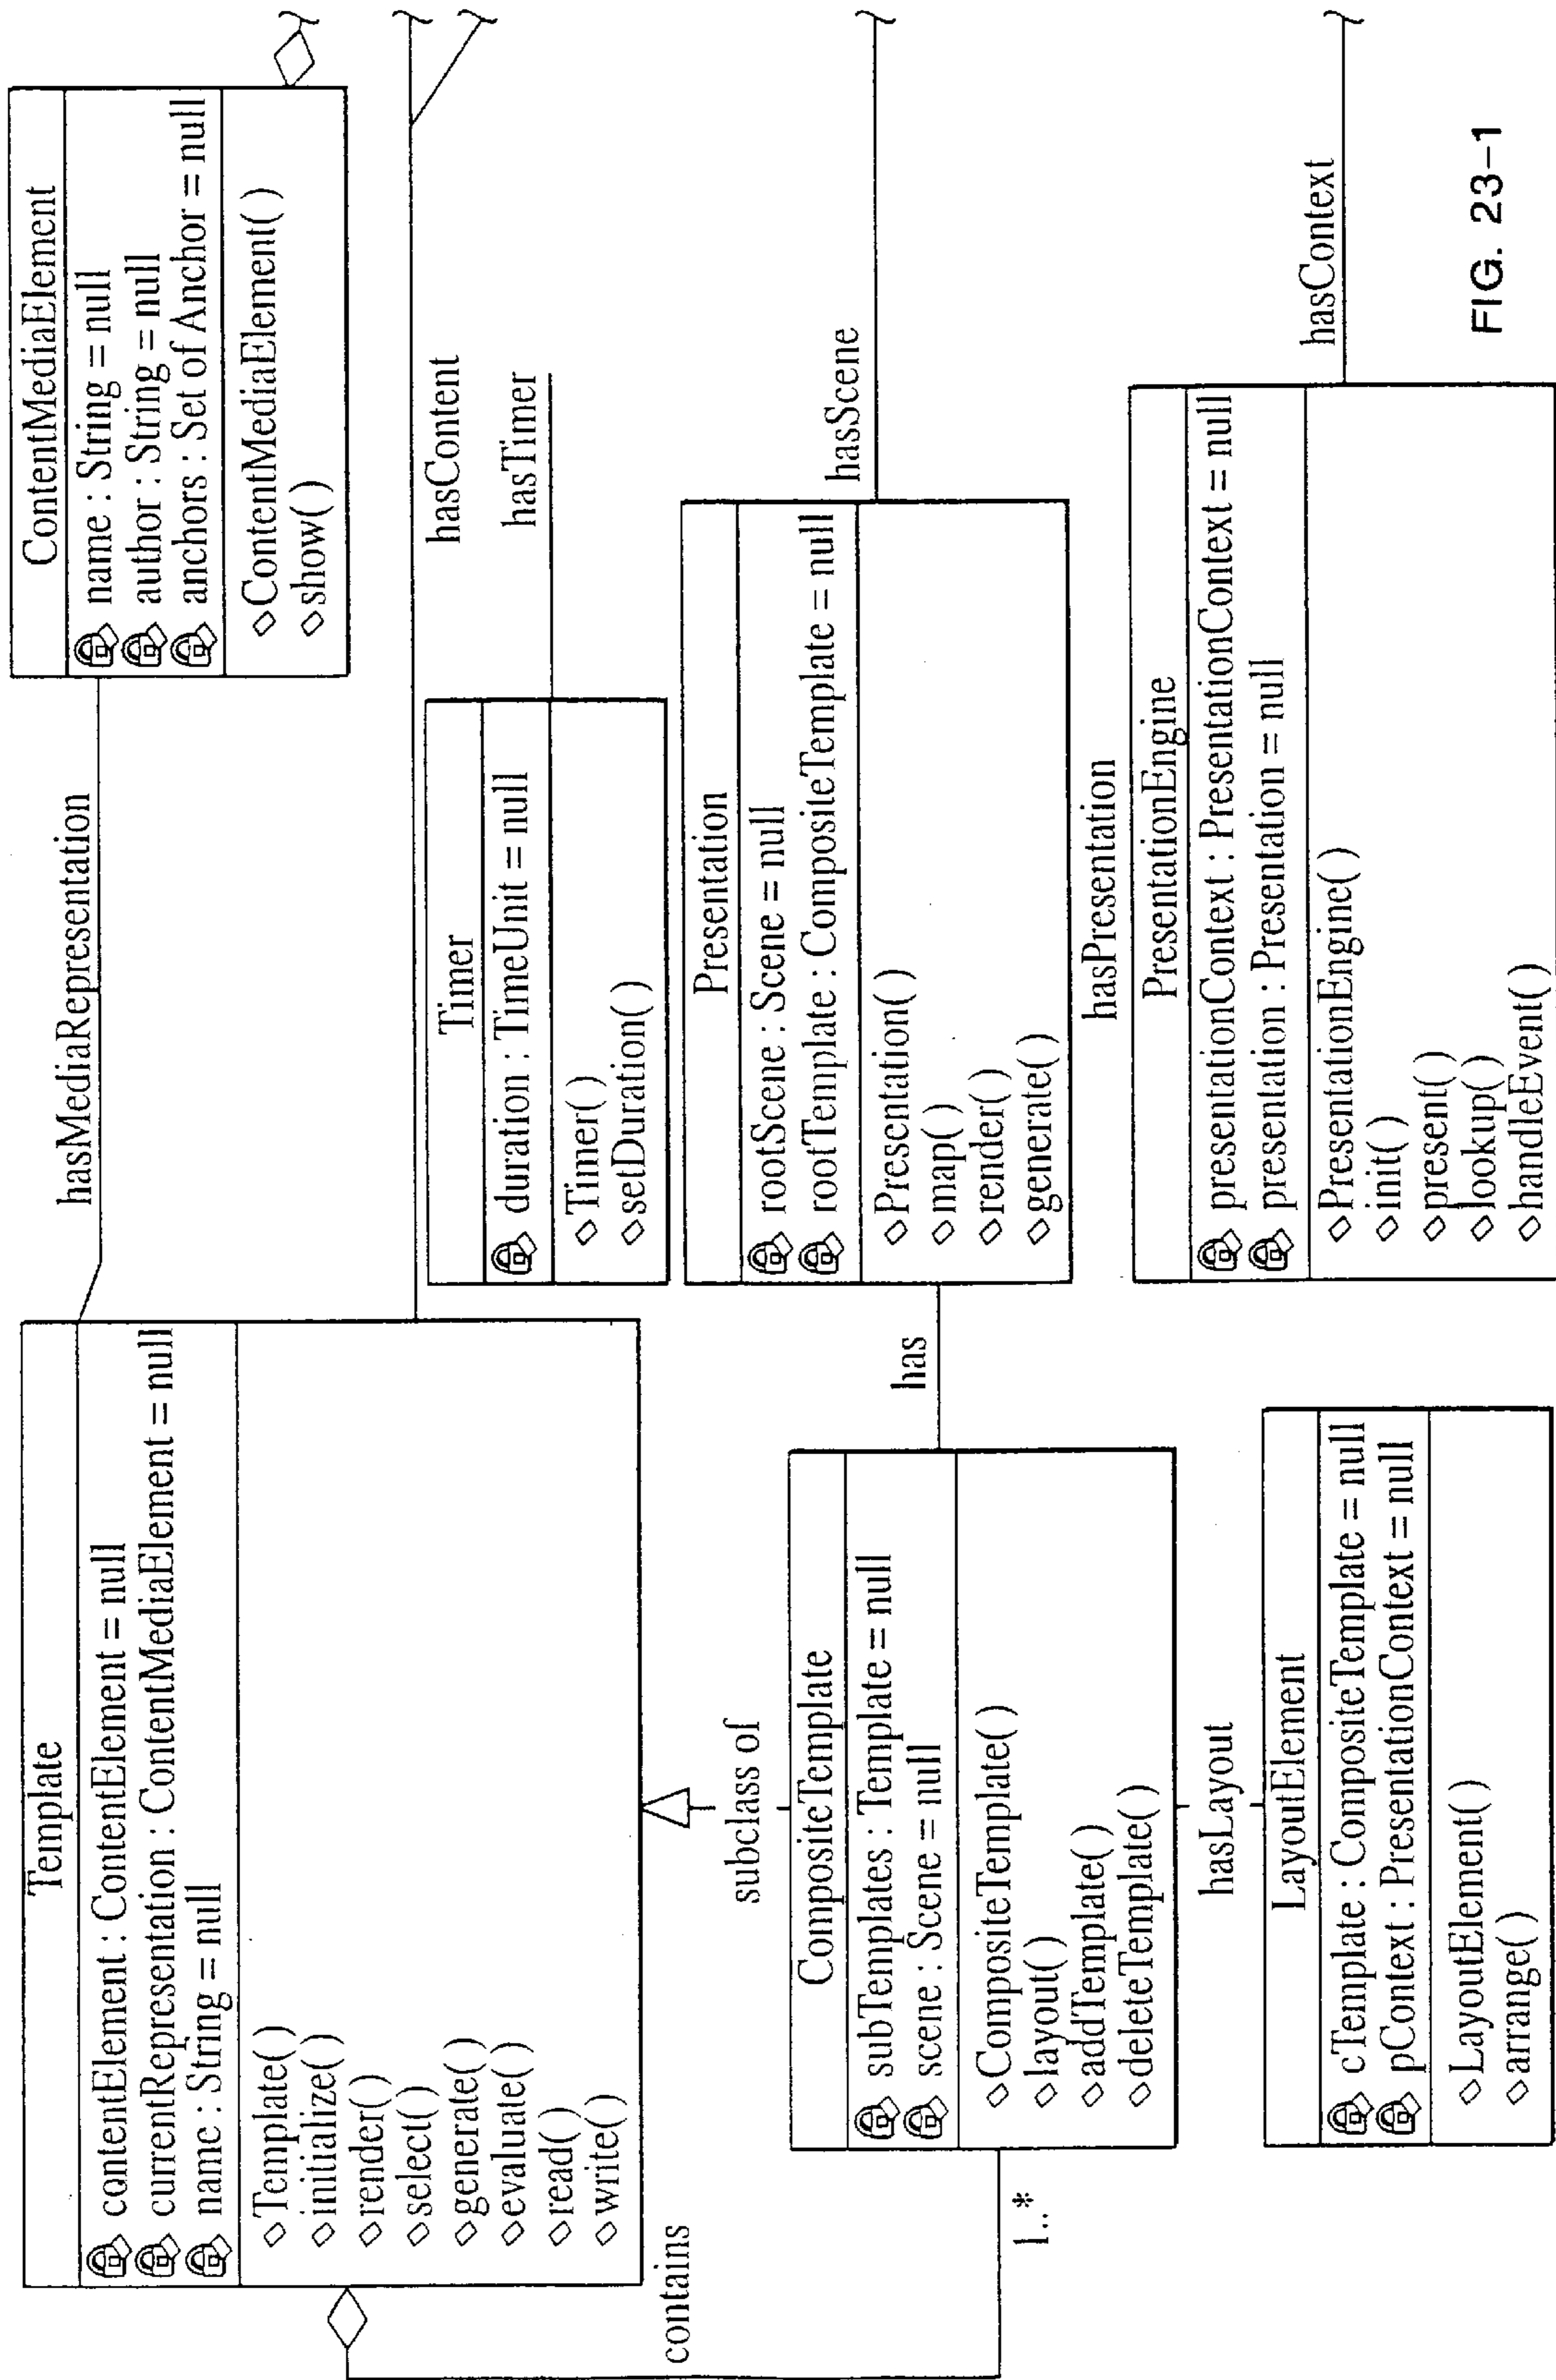 Template
contentElement : ContentElement = null
currentRepresentation : ContentMediaElement = null
name : String = null
Template()
initialize()
render()
select()
generate()
evaluate()
read()
write()
hasMediaRepresentation
ContentMediaElement
name : String = null
author : String = null
anchors : Set of Anchor = null
ContentMediaElement()
show()
hasContent
Timer
duration : TimeUnit = null
Timer()
setDuration()
hasTimer
contains
1..*
subclass of
CompositeTemplate
subTemplates : Template = null
scene : Scene = null
CompositeTemplate()
layout()
addTemplate()
deleteTemplate()
has
Presentation
rootScene : Scene = null
rootTemplate : CompositeTemplate = null
Presentation()
map()
render()
generate()
hasScene
hasLayout
LayoutElement
cTemplate : CompositeTemplate = null
pContext : PresentationContext = null
LayoutElement()
arrange()
hasPresentation
PresentationEngine
presentationContext : PresentationContext = null
presentation : Presentation = null
PresentationEngine()
init()
present()
lookup()
handleEvent()
hasContext
FIG. 23-1